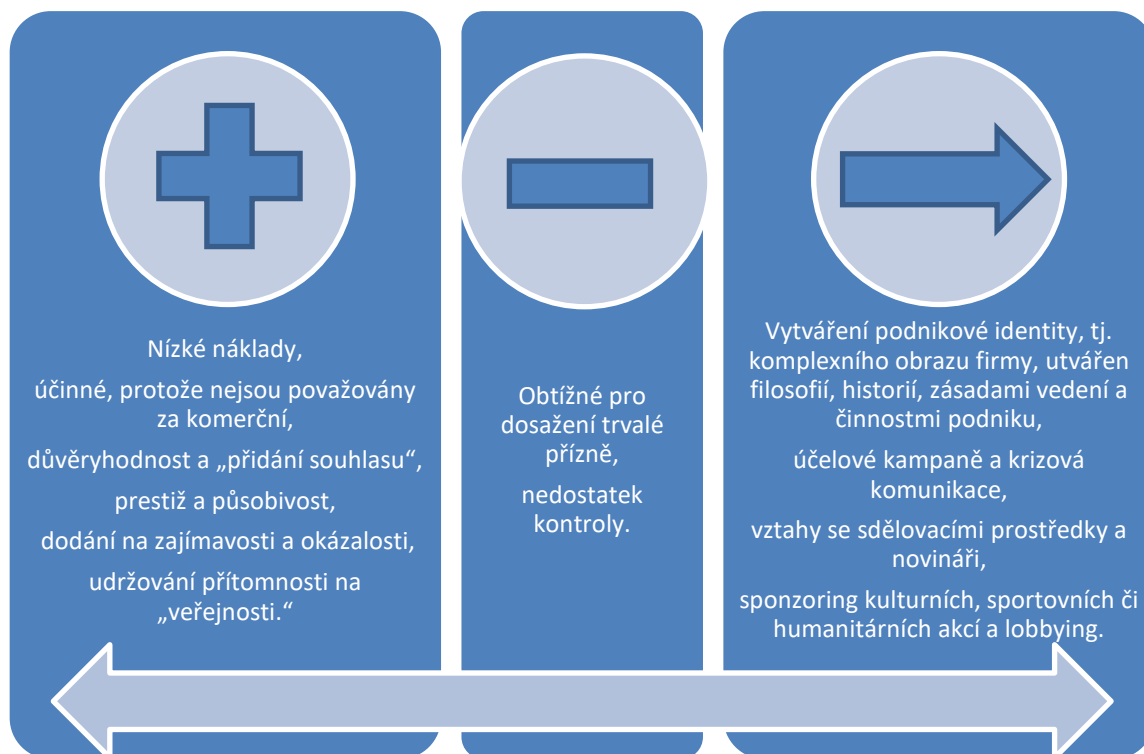 Nízké náklady,
účinné, protože nejsou považovány
za komerční,
důvěryhodnost a „přidání souhlasu“,
prestiž a působivost,
dodání na zajímavosti a okázalosti,
udržování přítomnosti na
„veřejnosti.“
Obtížné pro
dosažení trvalé
přízně,
nedostatek
kontroly.
Vytváření podnikové identity, tj.
komplexního obrazu firmy, utvářen
filosofií, historií, zásadami vedení a
činnostmi podniku,
účelové kampaně a krizová
komunikace,
vztahy se sdělovacími prostředky a
novináři,
sponzoring kulturních, sportovních či
humanitárních akcí a lobbying.